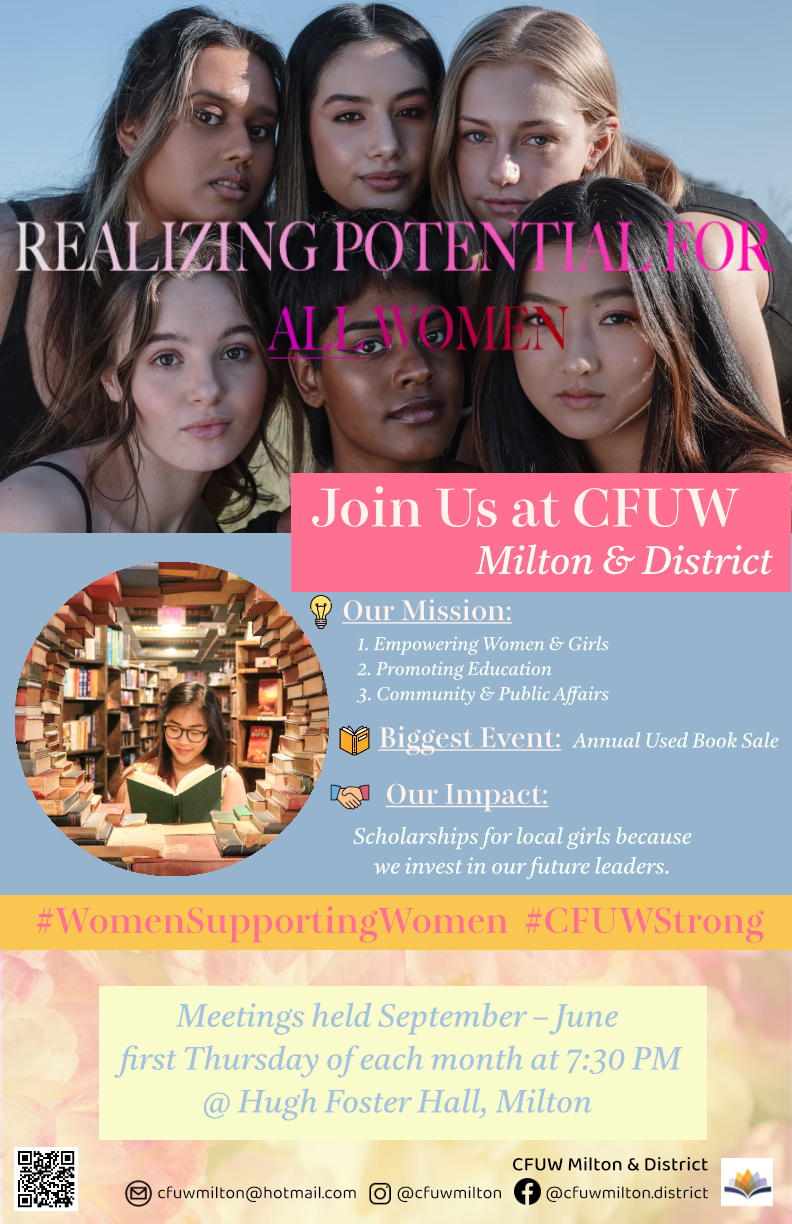 REALIZING POTENTIAL FOR
ALL WOMEN
Join Us at CFUW
Milton & District
Our Mission:
1. Empowering Women & Girls
2. Promoting Education
3. Community & Public Affairs
Biggest Event: Annual Used Book Sale
Our Impact:
Scholarships for local girls because
we invest in our future leaders.
#WomenSupportingWomen #CFUWStrong
Meetings held September – June
first Thursday of each month at 7:30 PM
@ Hugh Foster Hall, Milton
CFUW Milton & District
cfuwmilton@hotmail.com @cfuwmilton @cfuwmilton.district